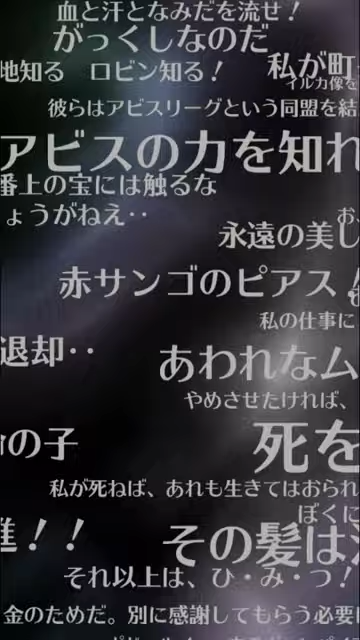 血と汗となみだを流せ！
がっくしなのだ
地知る　ロビン知る！
私が町
イルカ像を
彼らはアビスリーグという同盟を結
アビスの力を知れ
番上の宝には触るな
ょうがねえ‥
お
永遠の美し
赤サンゴのピアス
私の仕事に
退却‥
あわれなム
やめさせたければ、
の子
死を
私が死ねば、あれも生きてはおられ
ぼくに
進！！
その髪は
それ以上は、ひ・み・つ！
金のためだ。別に感謝してもらう必要